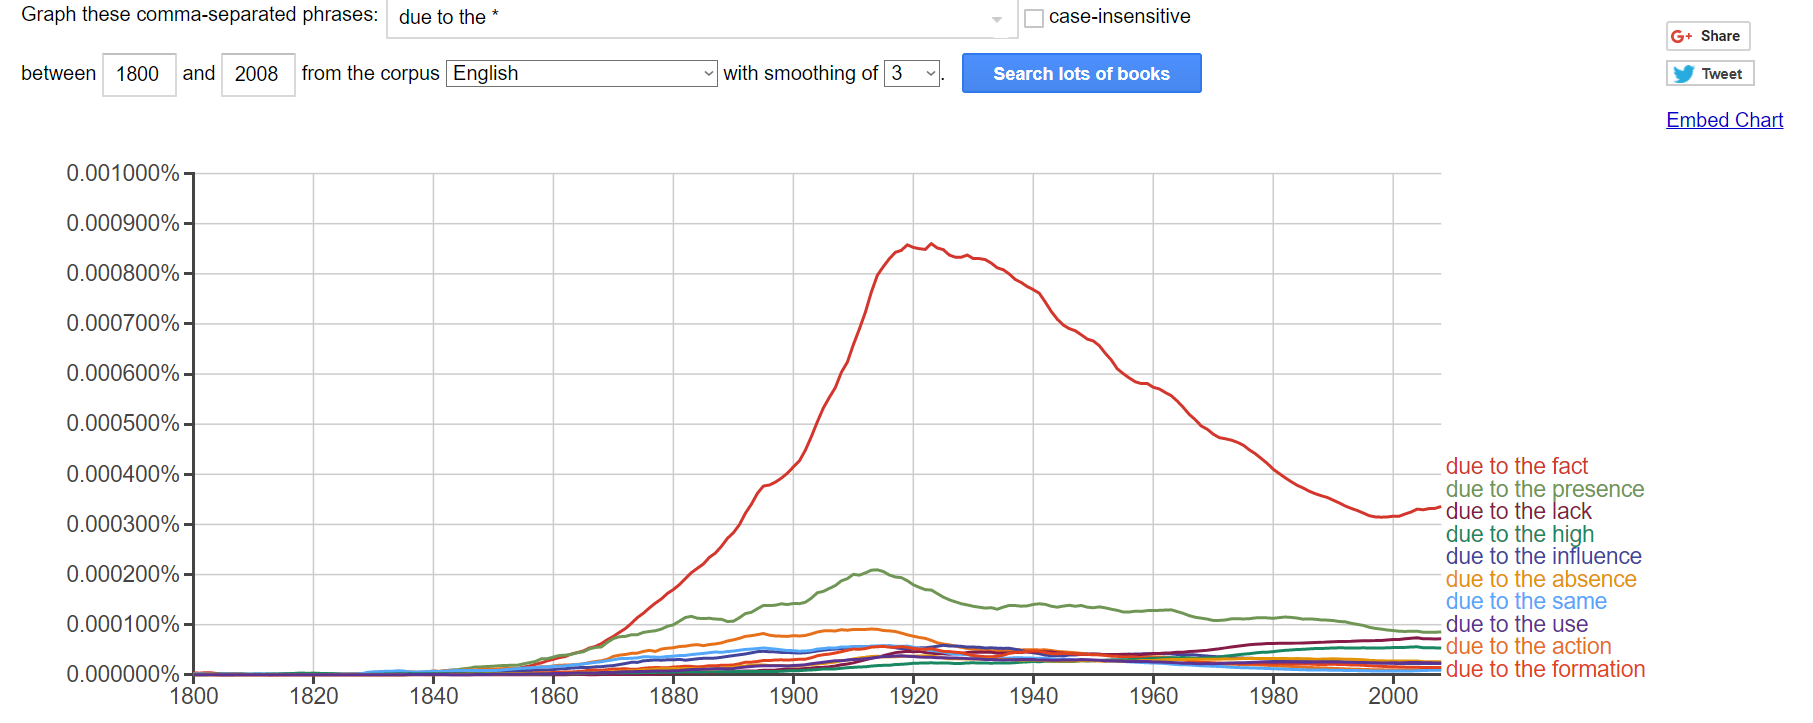 Graph these comma-separated phrases: due to the * case-insensitive
between 1800 and 2008 from the corpus English with smoothing of 3 . Search lots of books
G+ Share
Tweet
Embed Chart
0.001000%
0.000900%
0.000800%
0.000700%
0.000600%
0.000500%
0.000400%
0.000300%
0.000200%
0.000100%
0.000000%
1800 1820 1840 1860 1880 1900 1920 1940 1960 1980 2000
due to the fact
due to the presence
due to the lack
due to the high
due to the influence
due to the absence
due to the same
due to the use
due to the action
due to the formation